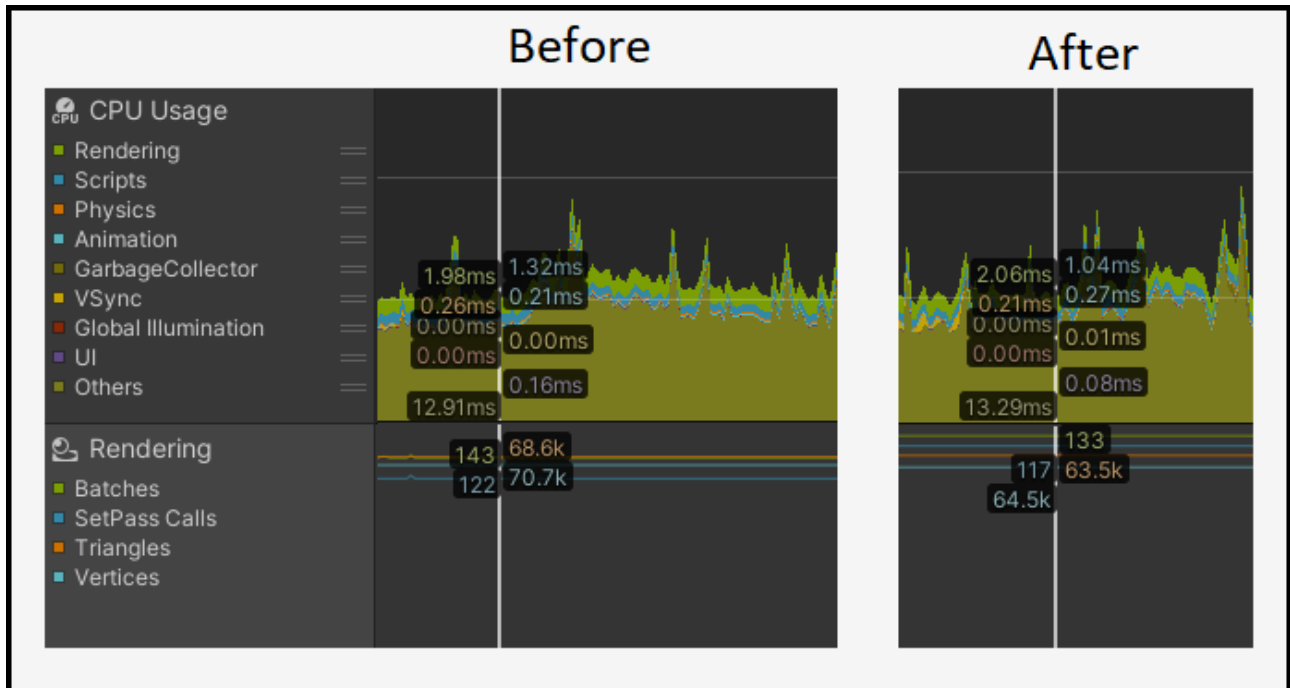 Before
After
CPU Usage
CPU
Rendering
Scripts
Physics
Animation
GarbageCollector
VSync
Global Illumination
UI
Others
1.98ms
1.32ms
0.26ms
0.21ms
0.00ms
0.00ms
0.00ms
0.16ms
12.91ms
2.06ms
1.04ms
0.21ms
0.27ms
0.00ms
0.01ms
0.00ms
0.08ms
13.29ms
Rendering
Batches
SetPass Calls
Triangles
Vertices
143
68.6k
122
70.7k
133
117
63.5k
64.5k